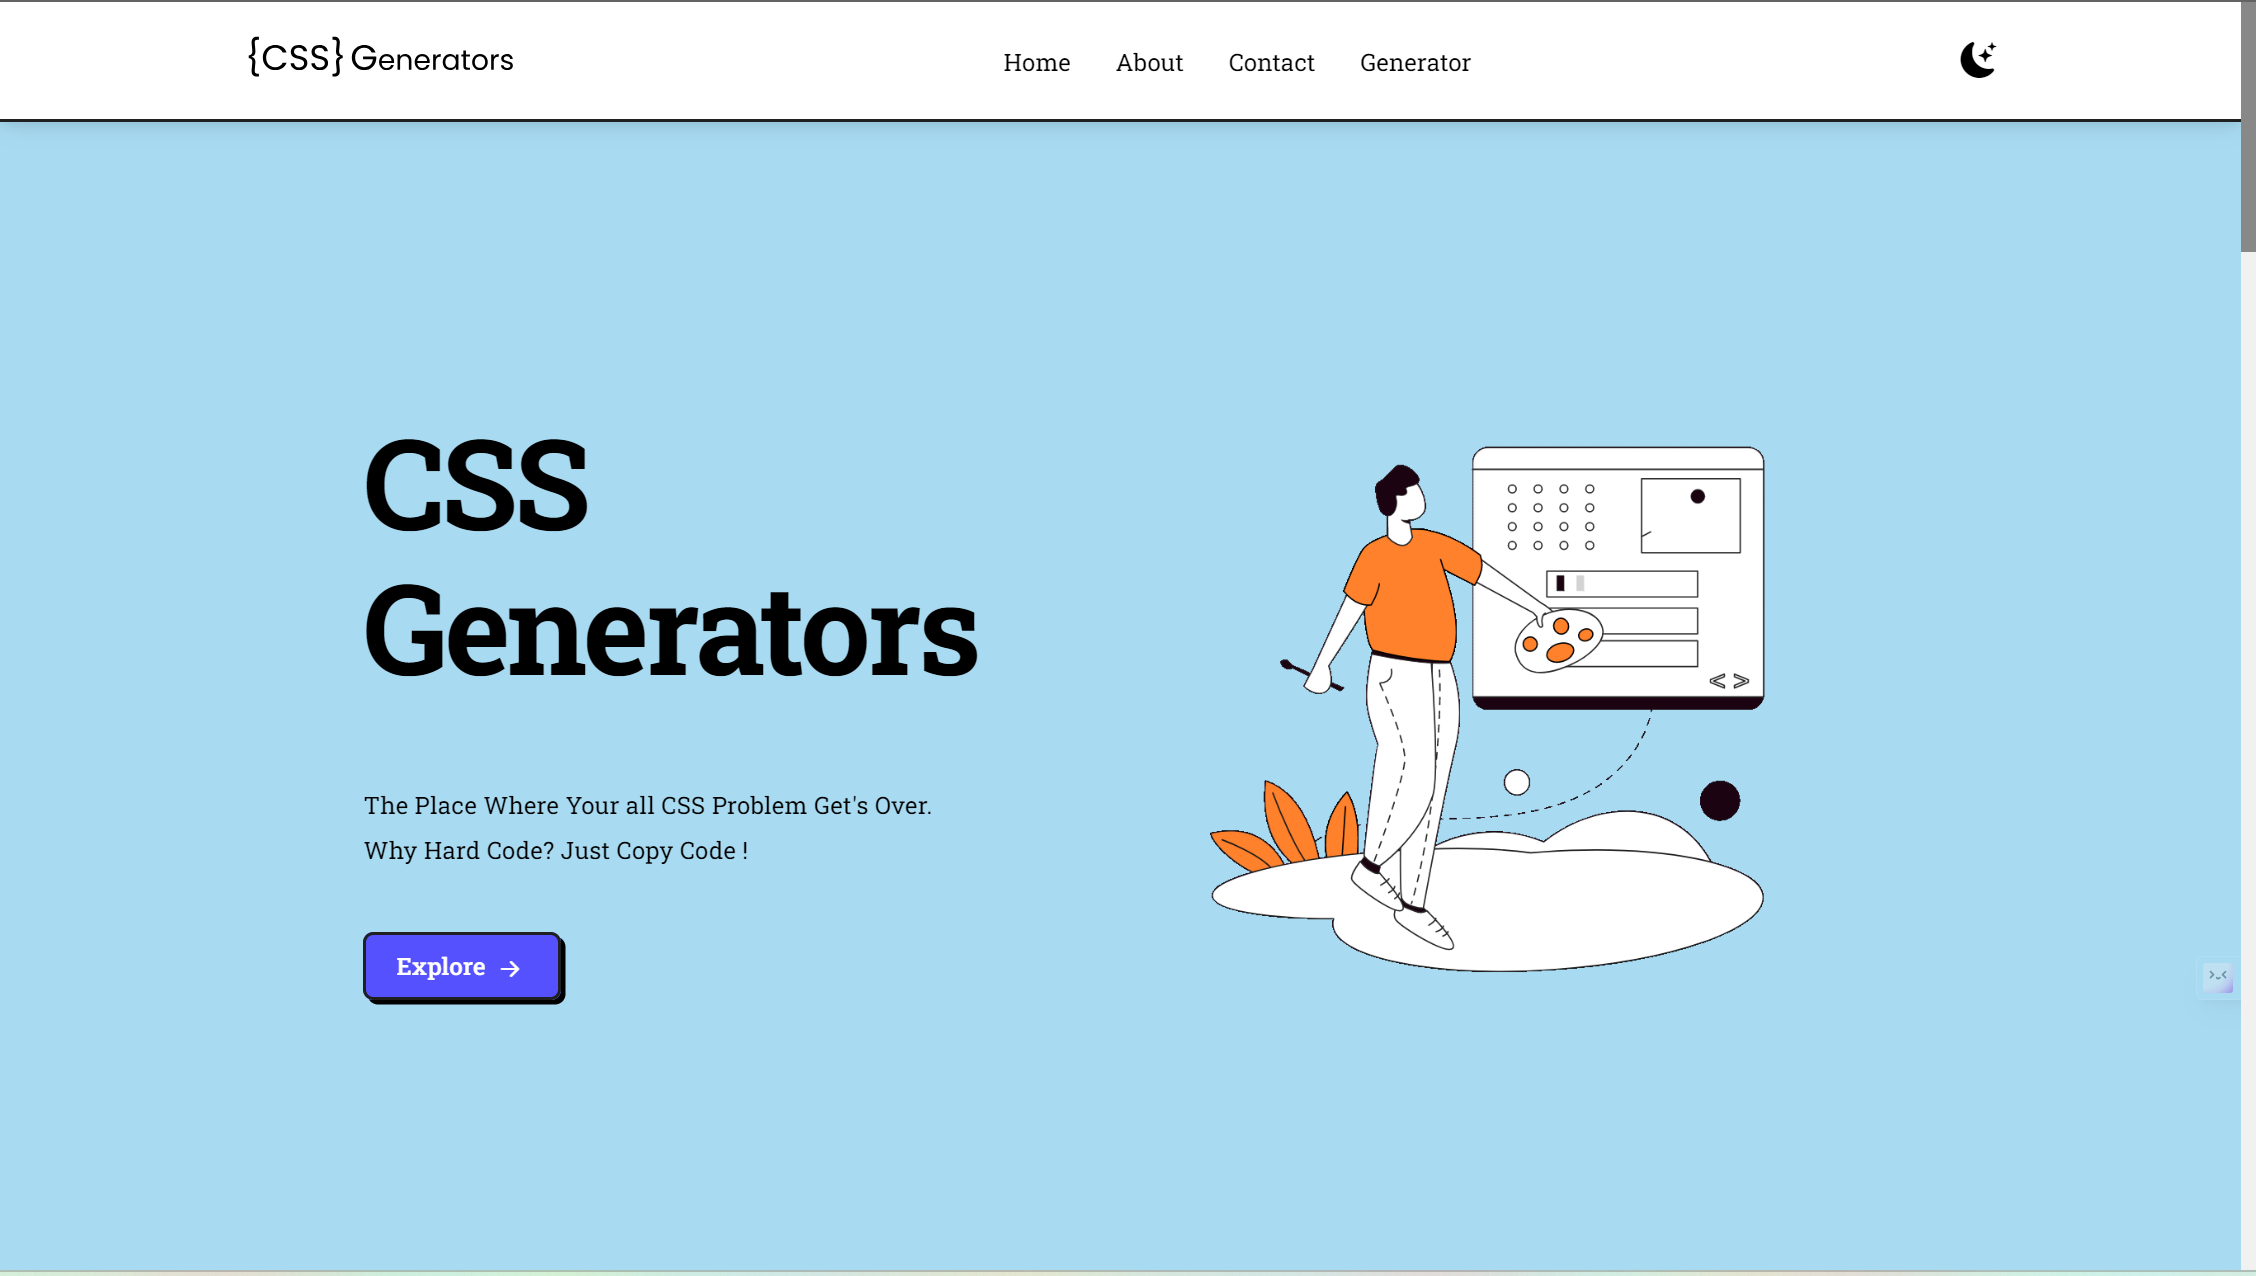 {CSS} Generators
Home About Contact Generator
CSS
Generators
The Place Where Your all CSS Problem Get's Over.
Why Hard Code? Just Copy Code !
Explore →
< >